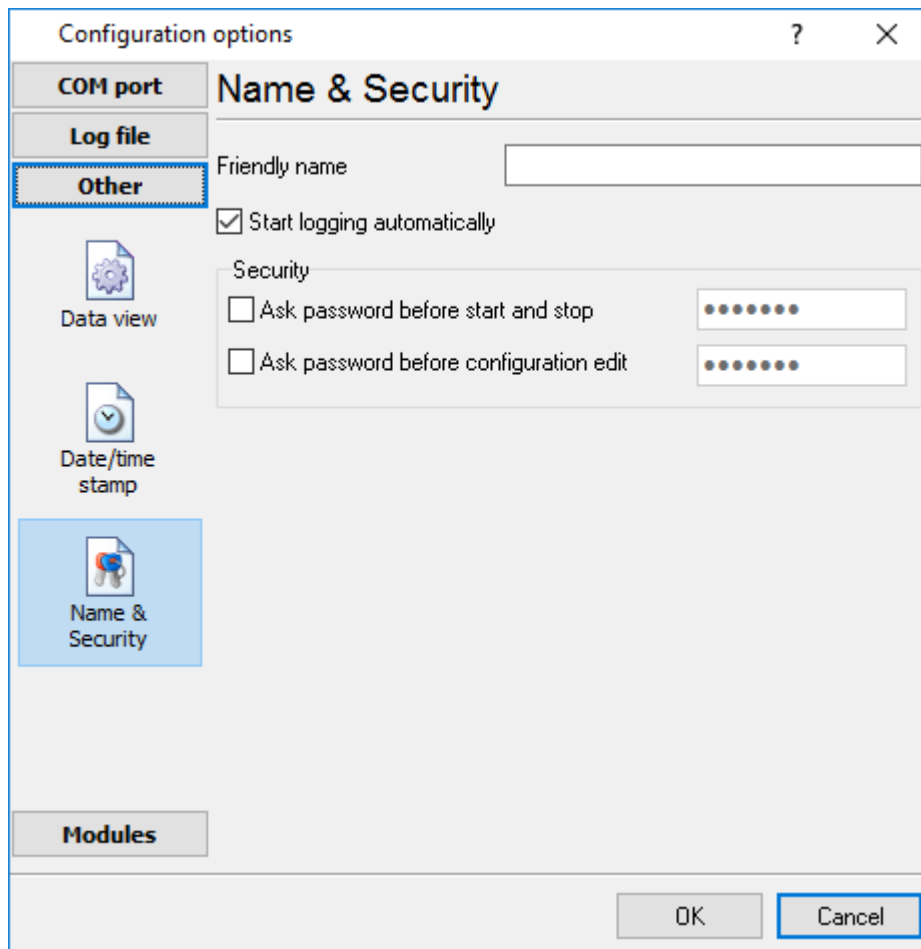 Configuration options
?
COM port
Log file
Other
Data view
Date/time
stamp
Name &
Security
Modules
Name & Security
Friendly name
Start logging automatically
Security
Ask password before start and stop
•••••••
Ask password before configuration edit
•••••••
OK
Cancel